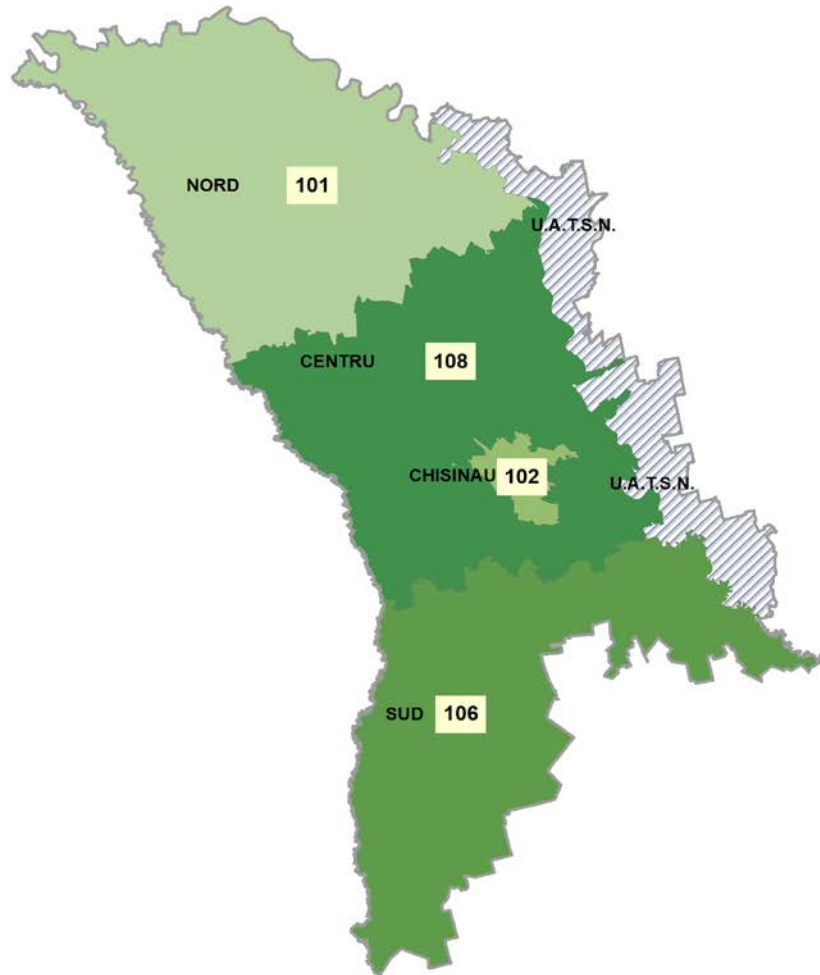 NORD 101
U.A.T.S.N.
CENTRU 108
CHISINAU 102
U.A.T.S.N.
SUD 106